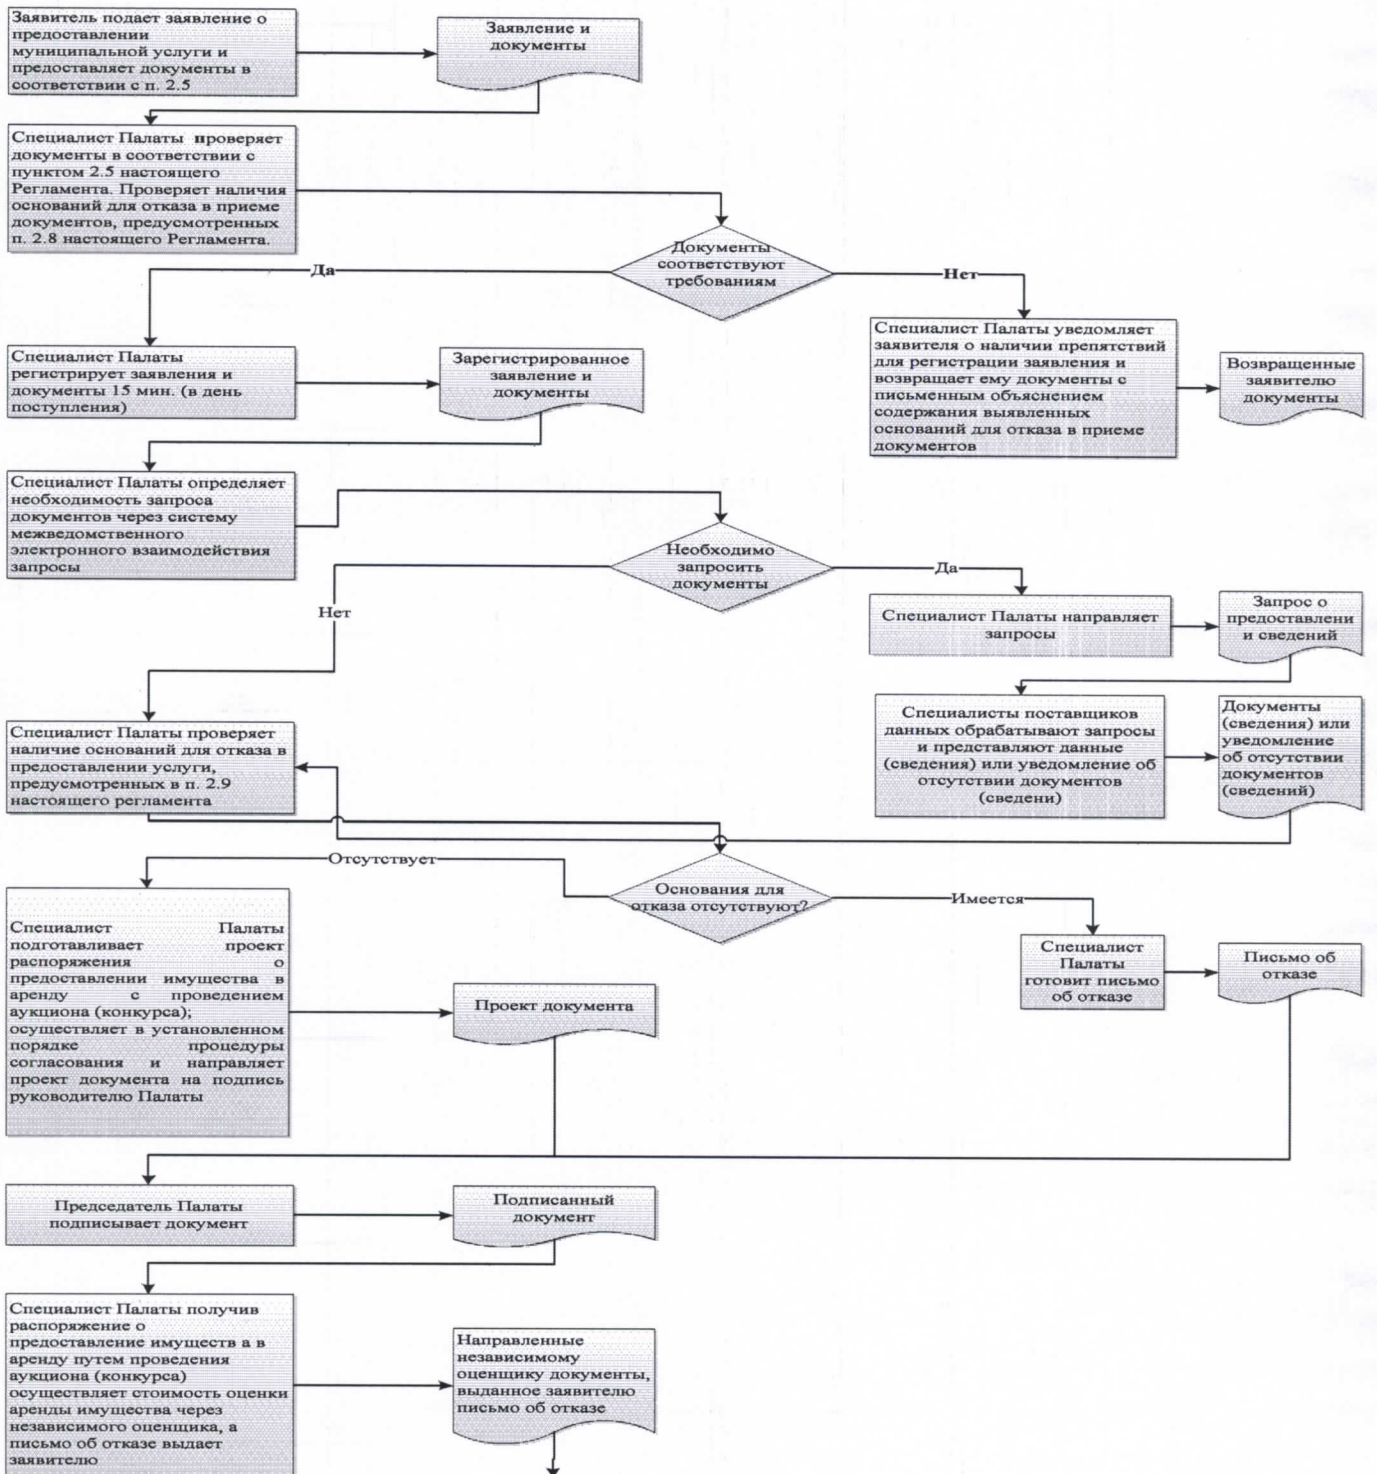 Заявитель подает заявление о
предоставлении
муниципальной услуги и
предоставляет документы в
соответствии с п. 2.5
Заявление и
документы
Специалист Палаты проверяет
документы в соответствии с
пунктом 2.5 настоящего
Регламента. Проверяет наличия
оснований для отказа в приеме
документов, предусмотренных
п. 2.8 настоящего Регламента.
Документы
соответствуют
требованиям
Да
Нет
Специалист Палаты
регистрирует заявления и
документы 15 мин. (в день
поступления)
Зарегистрированное
заявление и
документы
Специалист Палаты уведомляет
заявителя о наличии препятствий
для регистрации заявления и
возвращает ему документы с
письменным объяснением
содержания выявленных
оснований для отказа в приеме
документов
Возвращенные
заявителю
документы
Специалист Палаты определяет
необходимость запроса
документов через систему
межведомственного
электронного взаимодействия
запросы
Необходимо
запросить
документы
Да
Нет
Специалист Палаты направляет
запросы
Запрос о
предоставлени
и сведений
Специалисты поставщиков
данных обрабатывают запросы
и представляют данные
(сведения) или уведомление об
отсутствии документов
(сведени)
Документы
(сведения) или
уведомление
об отсутствии
документов
(сведений)
Специалист Палаты проверяет
наличие оснований для отказа в
предоставлении услуги,
предусмотренных в п. 2.9
настоящего регламента
Основания для
отказа отсутствуют?
Отсутствует
Имеется
Специалист Палаты
подготавливает проект
распоряжения о
предоставлении имущества в
аренду с проведением
аукциона (конкурса);
осуществляет в установленном
порядке процедуры
согласования и направляет
проект документа на подпись
руководителю Палаты
Проект документа
Специалист
Палаты
готовит письмо
об отказе
Письмо об
отказе
Председатель Палаты
подписывает документ
Подписанный
документ
Специалист Палаты получив
распоряжение о
предоставление имуществ а в
аренду путем проведения
аукциона (конкурса)
осуществляет стоимость оценки
аренды имущества через
независимого оценщика, а
письмо об отказе выдает
заявителю
Направленные
независимому
оценщику документы,
выданное заявителю
письмо об отказе